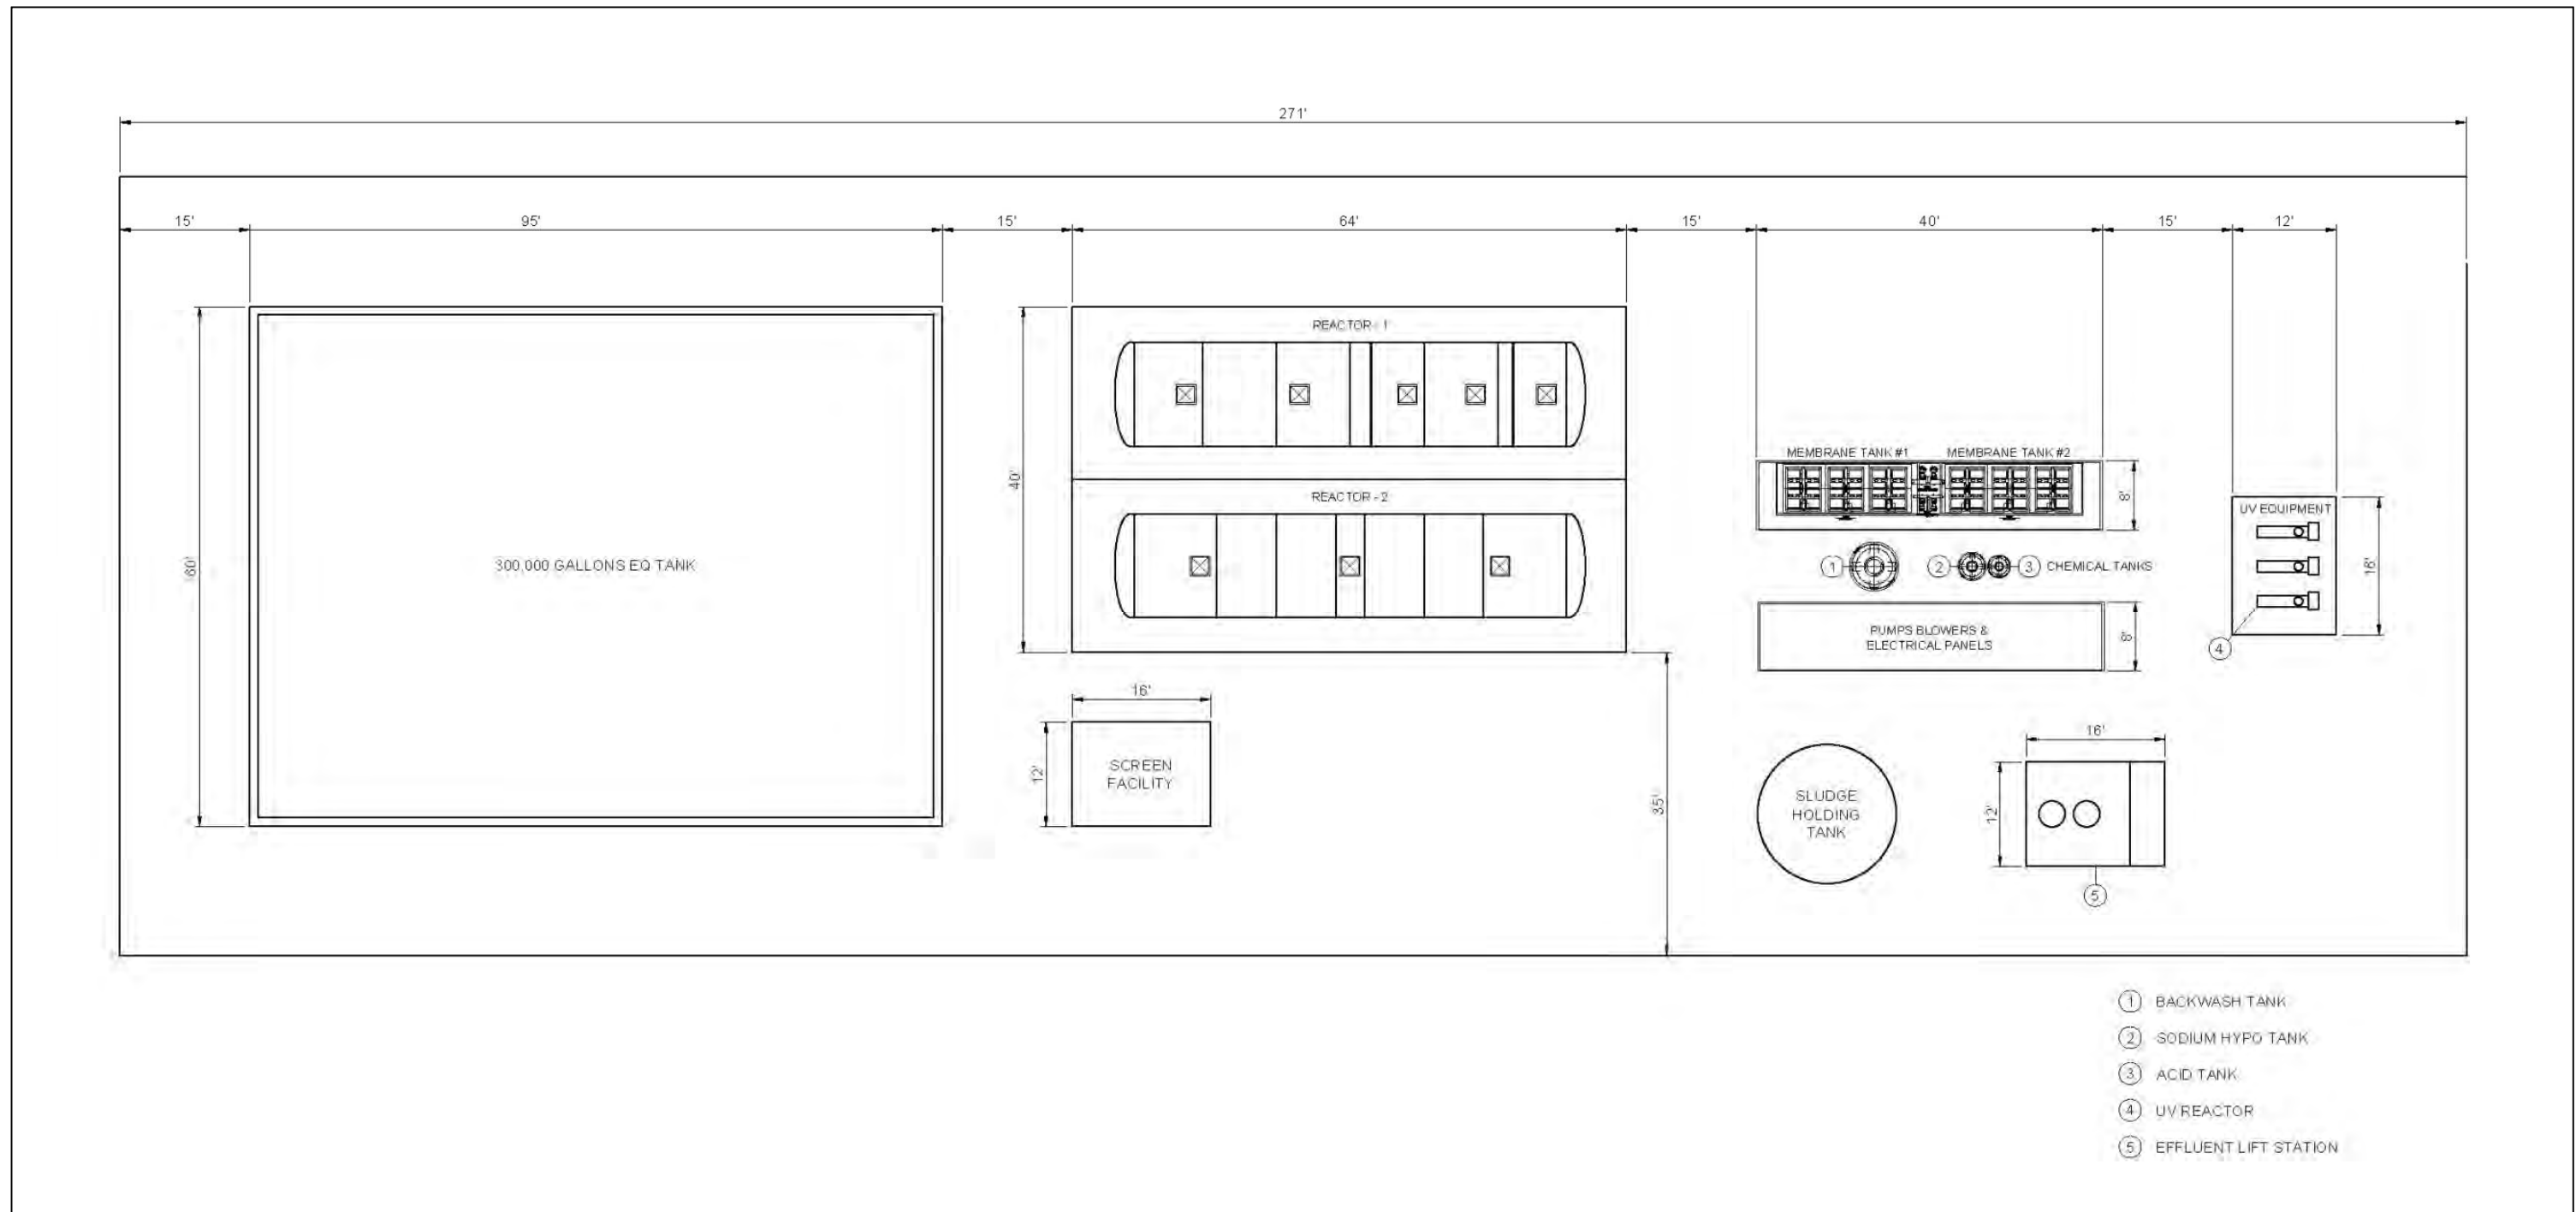 271'
15'
95'
15'
64'
15'
40'
15'
12'
REACTOR - 1
60'
40'
MEMBRANE TANK #1
MEMBRANE TANK #2
8'
REACTOR - 2
UV EQUIPMENT
300,000 GALLONS EQ TANK
1
2
3
CHEMICAL TANKS
16'
PUMPS BLOWERS &
ELECTRICAL PANELS
8'
4
16'
12'
SCREEN
FACILITY
35'
16'
SLUDGE
HOLDING
TANK
12'
5
1 BACKWASH TANK
2 SODIUM HYPO TANK
3 ACID TANK
4 UV REACTOR
5 EFFLUENT LIFT STATION